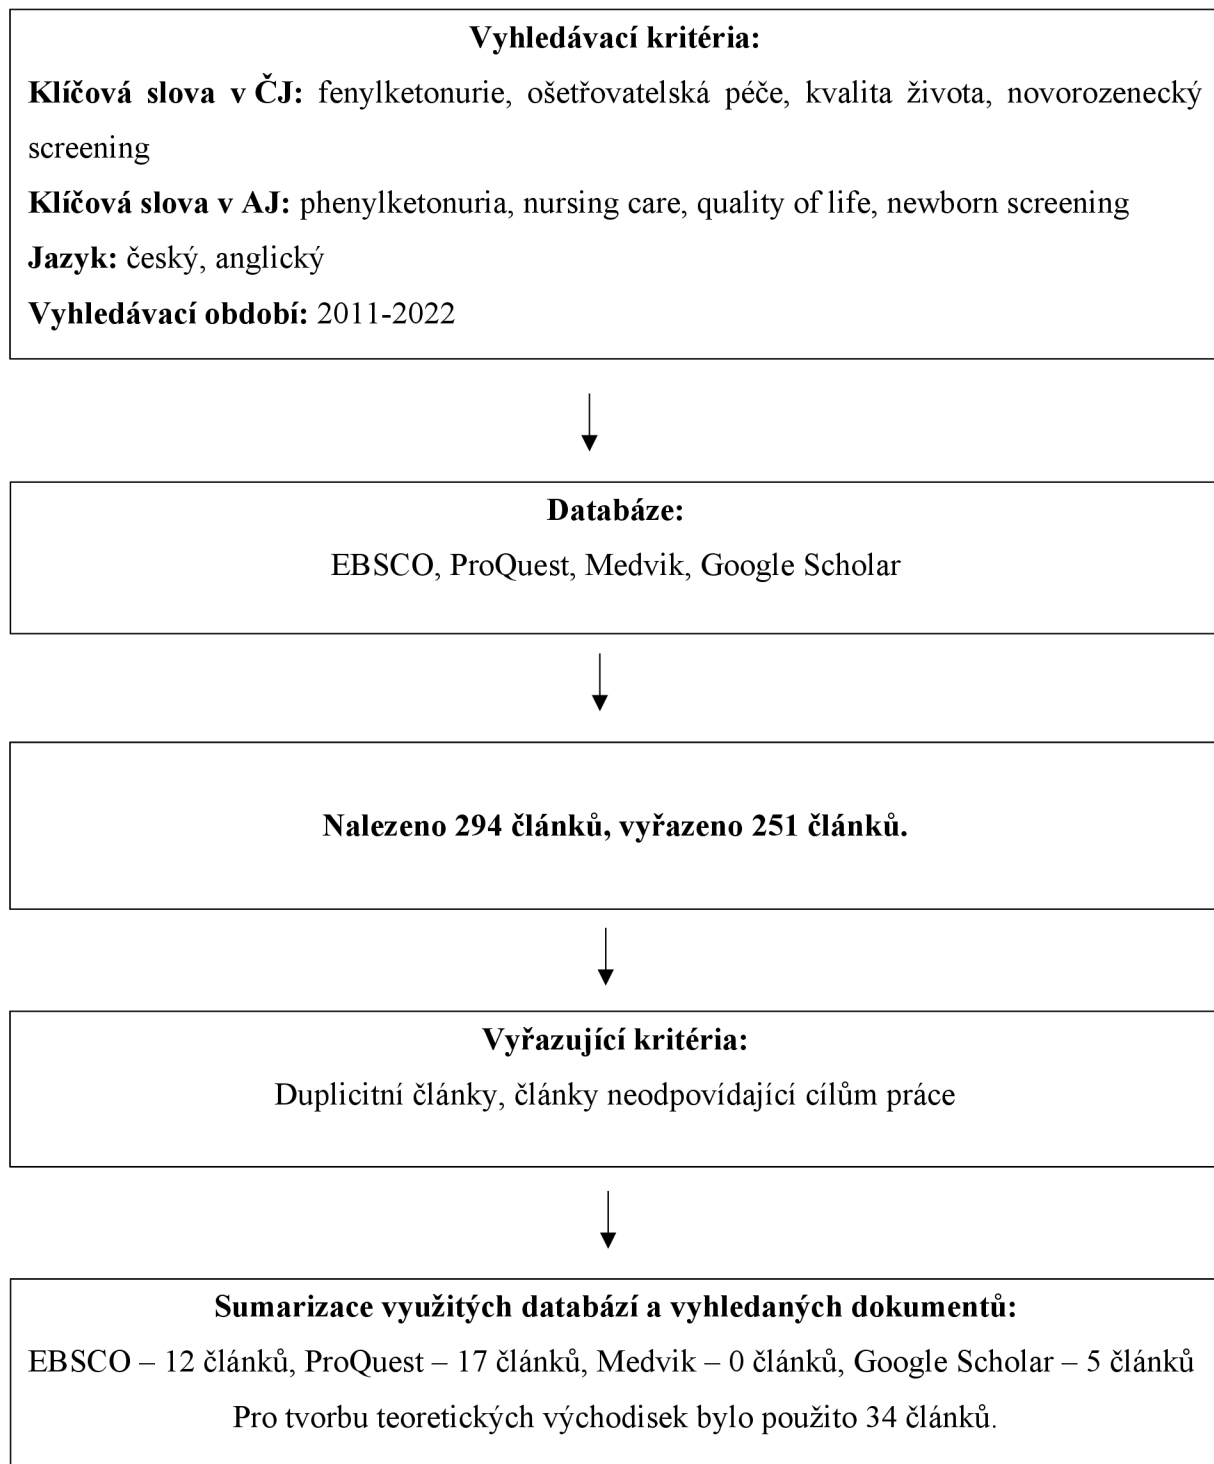 Vyhledávací kritéria:
Klíčová slova v ČJ: fenylketonurie, ošetřovatelská péče, kvalita života, novorozenecký
screening
Klíčová slova v AJ: phenylketonuria, nursing care, quality of life, newborn screening
Jazyk: český, anglický
Vyhledávací období: 2011-2022
Databáze:
EBSCO, ProQuest, Medvik, Google Scholar
Nalezeno 294 článků, vyřazeno 251 článků.
Vyřazující kritéria:
Duplicitní články, články neodpovídající cílům práce
Sumarizace využitých databází a vyhledaných dokumentů:
EBSCO – 12 článků, ProQuest – 17 článků, Medvik – 0 článků, Google Scholar – 5 článků
Pro tvorbu teoretických východisek bylo použito 34 článků.